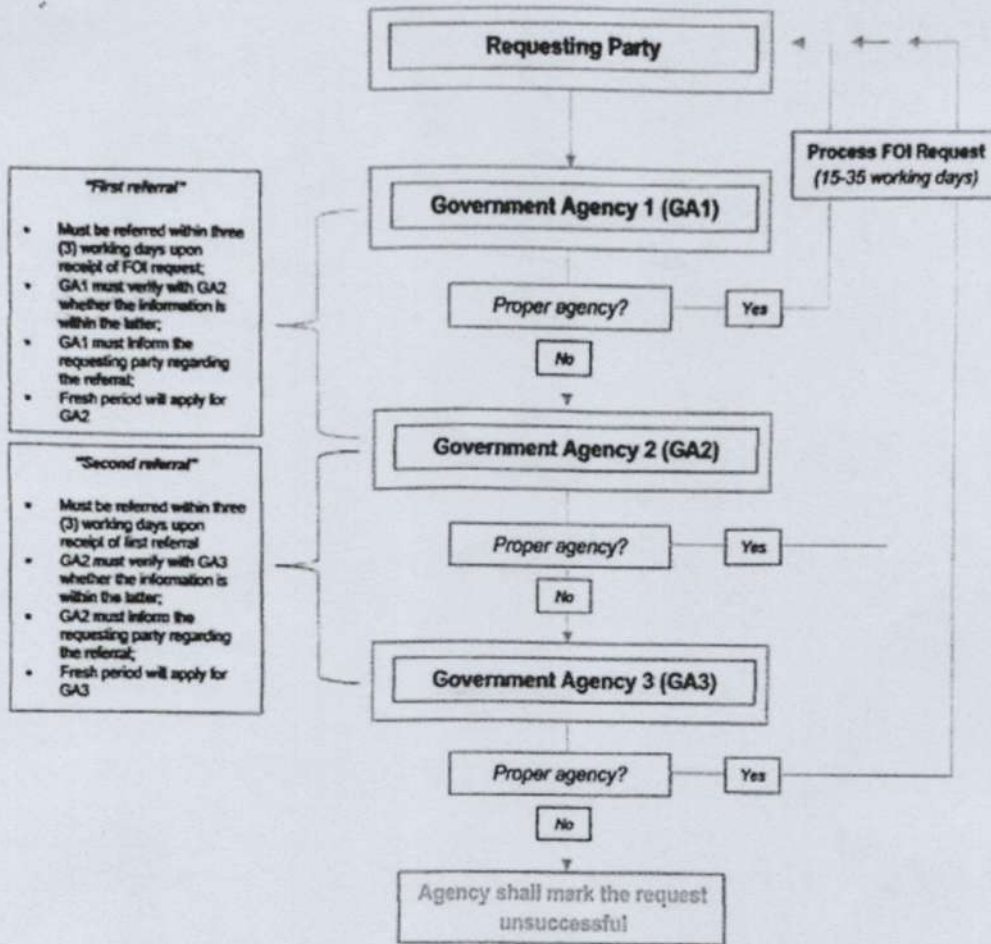 Requesting Party
Process FOI Request
(15-35 working days)
"First referral"
• Must be referred within three
(3) working days upon
receipt of FOI request;
• GA1 must verify with GA2
whether the information is
within the latter;
• GA1 must inform the
requesting party regarding
the referral;
• Fresh period will apply for
GA2
Government Agency 1 (GA1)
Proper agency?
Yes
No
Government Agency 2 (GA2)
"Second referral"
• Must be referred within three
(3) working days upon
receipt of first referral
• GA2 must verify with GA3
whether the information is
within the latter;
• GA2 must inform the
requesting party regarding
the referral;
• Fresh period will apply for
GA3
Proper agency?
Yes
No
Government Agency 3 (GA3)
Proper agency?
Yes
No
Agency shall mark the request
unsuccessful